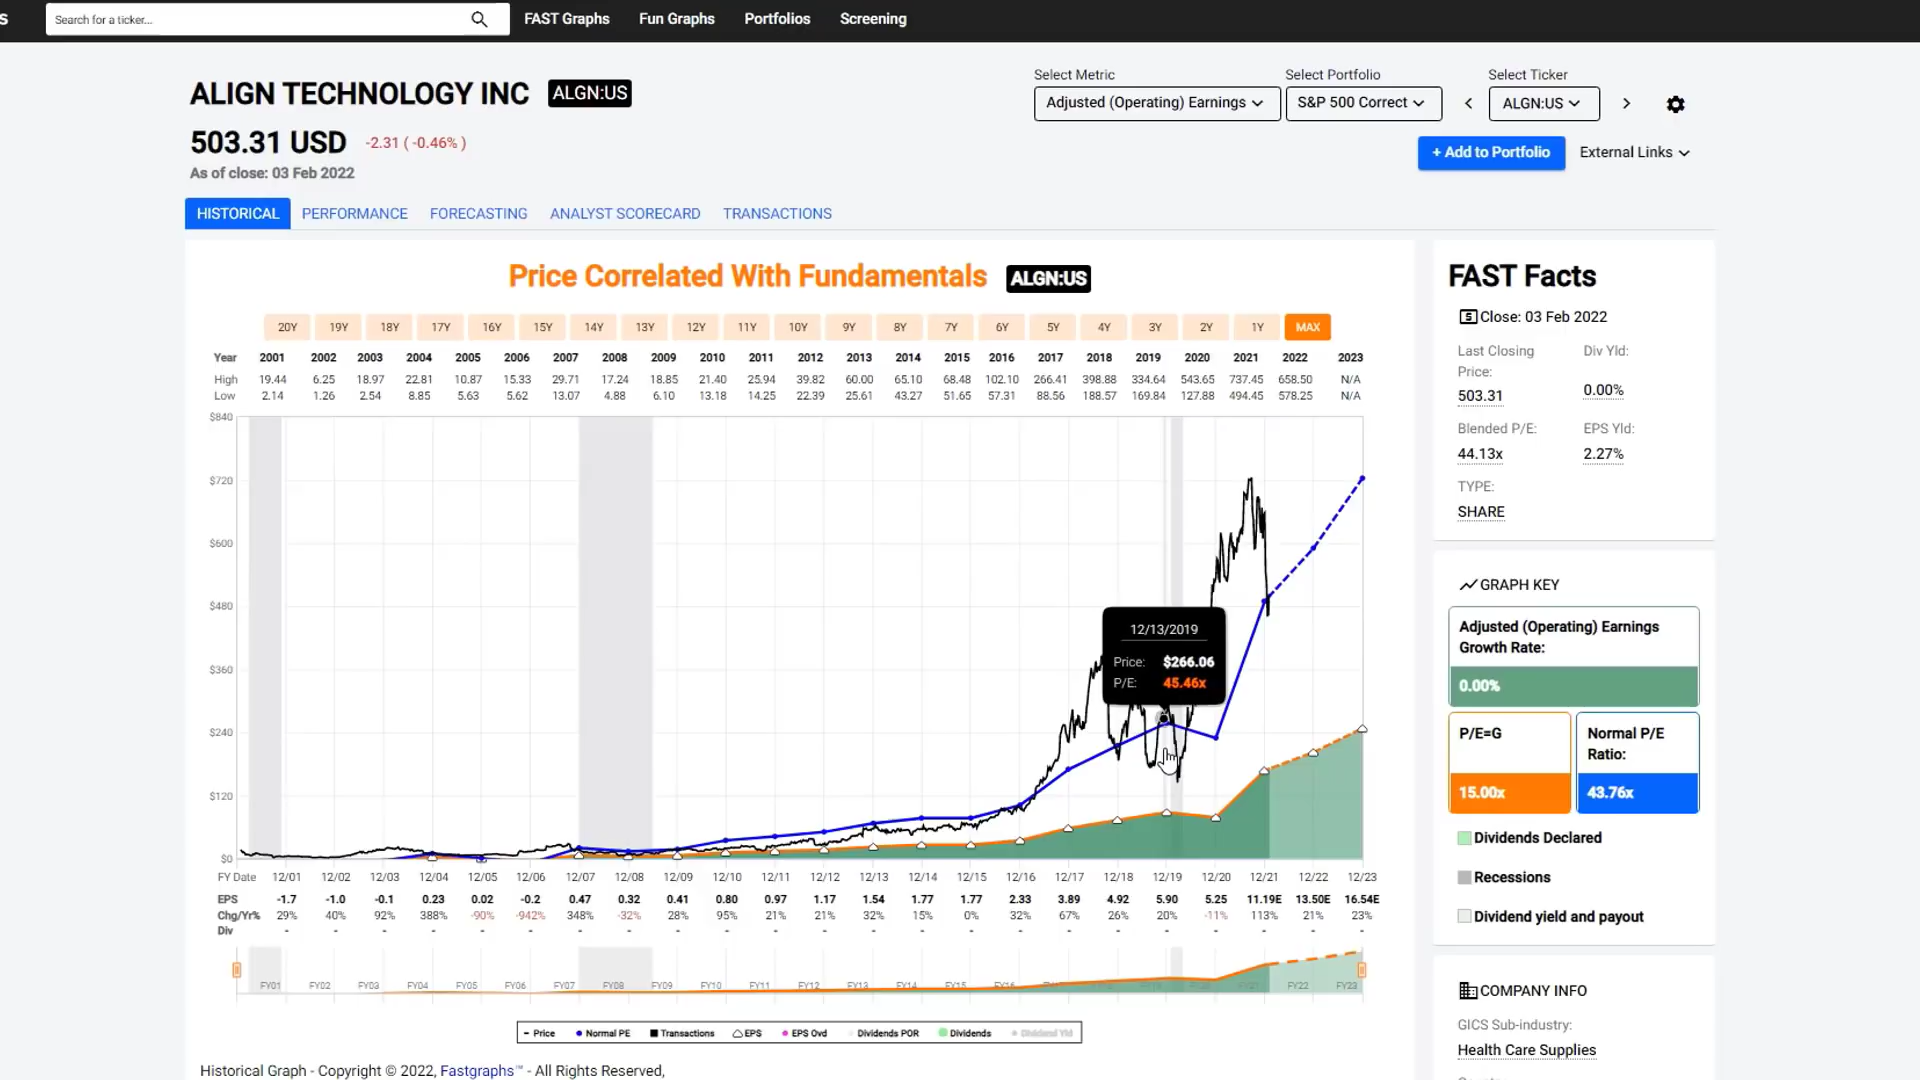 s
Search for a ticker...
FAST Graphs Fun Graphs Portfolios Screening
ALIGN TECHNOLOGY INC ALGN:US
503.31 USD -2.31 ( -0.46% )
As of close: 03 Feb 2022
Select Metric Select Portfolio Select Ticker
Adjusted (Operating) Earnings S&P 500 Correct ALGN:US
+ Add to Portfolio External Links
HISTORICAL PERFORMANCE FORECASTING ANALYST SCORECARD TRANSACTIONS
Price Correlated With Fundamentals ALGN:US
20Y 19Y 18Y 17Y 16Y 15Y 14Y 13Y 12Y 11Y 10Y 9Y 8Y 7Y 6Y 5Y 4Y 3Y 2Y 1Y MAX
Year 2001 2002 2003 2004 2005 2006 2007 2008 2009 2010 2011 2012 2013 2014 2015 2016 2017 2018 2019 2020 2021 2022 2023
High 19.44 6.25 18.97 22.81 10.87 15.33 29.71 17.24 18.85 21.40 25.94 39.82 60.00 65.10 68.48 102.10 266.41 398.88 334.64 543.65 737.45 658.50 N/A
Low 2.14 1.26 2.54 8.85 5.63 5.62 13.07 4.88 6.10 13.18 14.25 22.39 25.61 43.27 51.65 57.31 88.56 188.57 169.84 127.88 494.45 578.25 N/A
$840
$720
$600
$480
$360
$240
$120
$0
12/13/2019
Price: $266.06
P/E: 45.46x
FY Date 12/01 12/02 12/03 12/04 12/05 12/06 12/07 12/08 12/09 12/10 12/11 12/12 12/13 12/14 12/15 12/16 12/17 12/18 12/19 12/20 12/21 12/22 12/23
EPS -1.7 -1.0 -0.1 0.23 0.02 -0.2 0.47 0.32 0.41 0.80 0.97 1.17 1.54 1.77 1.77 2.33 3.89 4.92 5.90 5.25 11.19E 13.50E 16.54E
Chg/Yr% 29% 40% 92% 388% -90% -942% 348% -32% 28% 95% 21% 21% 32% 15% 0% 32% 67% 26% 20% -11% 113% 21% 23%
Div - - - - - - - - - - - - - - - - - - - - - - -
FY01 FY02 FY03 FY04 FY05 FY06 FY07 FY08 FY09 FY10 FY11 FY12 FY13 FY14 FY15 FY16 FY22 FY23
Price Normal PE Transactions EPS EPS Ovd Dividends POR Dividends Dividend Yld
Historical Graph - Copyright © 2022, Fastgraphs™ - All Rights Reserved,
FAST Facts
Close: 03 Feb 2022
Last Closing Price: Div Yld:
503.31 0.00%
Blended P/E: EPS Yld:
44.13x 2.27%
TYPE:
SHARE
GRAPH KEY
Adjusted (Operating) Earnings
Growth Rate:
0.00%
P/E=G Normal P/E Ratio:
15.00x 43.76x
Dividends Declared
Recessions
Dividend yield and payout
COMPANY INFO
GICS Sub-industry:
Health Care Supplies